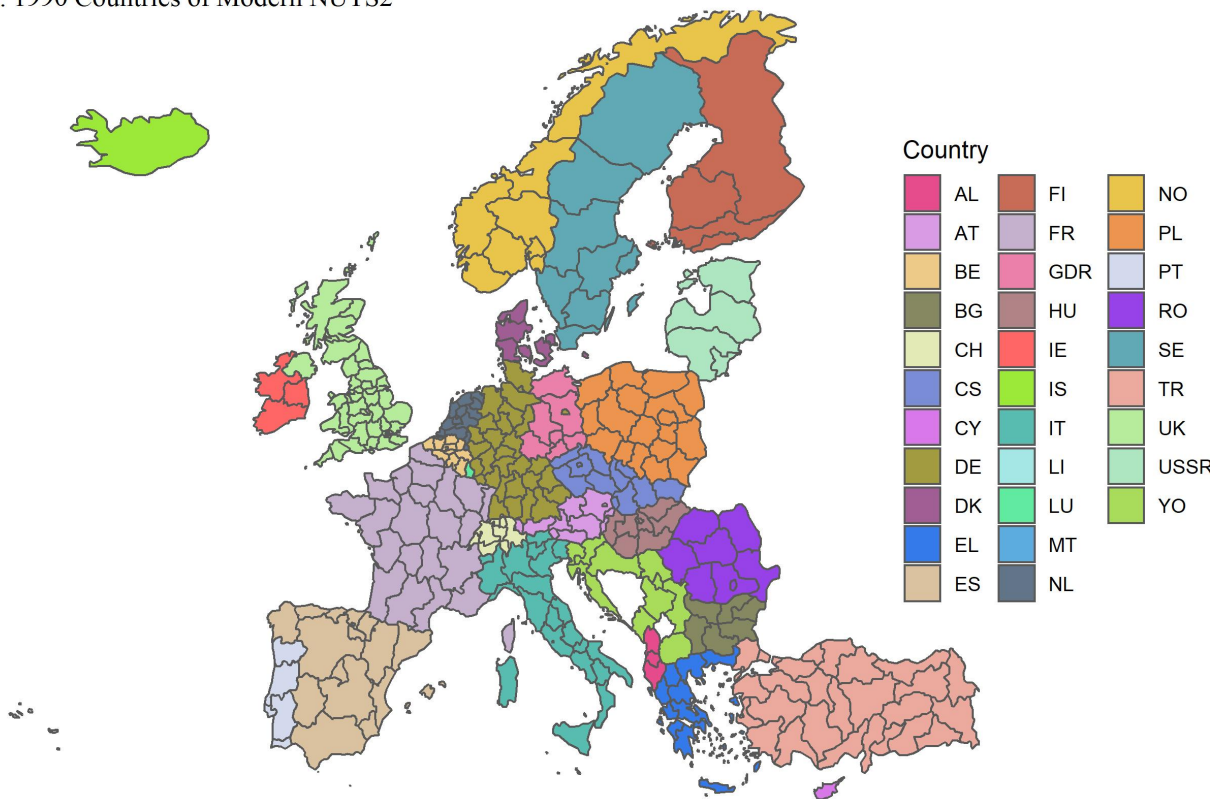 : 1990 Countries of Modern NUTS2
Country
AL
AT
BE
BG
CH
CS
CY
DE
DK
EL
ES
FI
FR
GDR
HU
IE
IS
IT
LI
LU
MT
NL
NO
PL
PT
RO
SE
TR
UK
USSR
YO